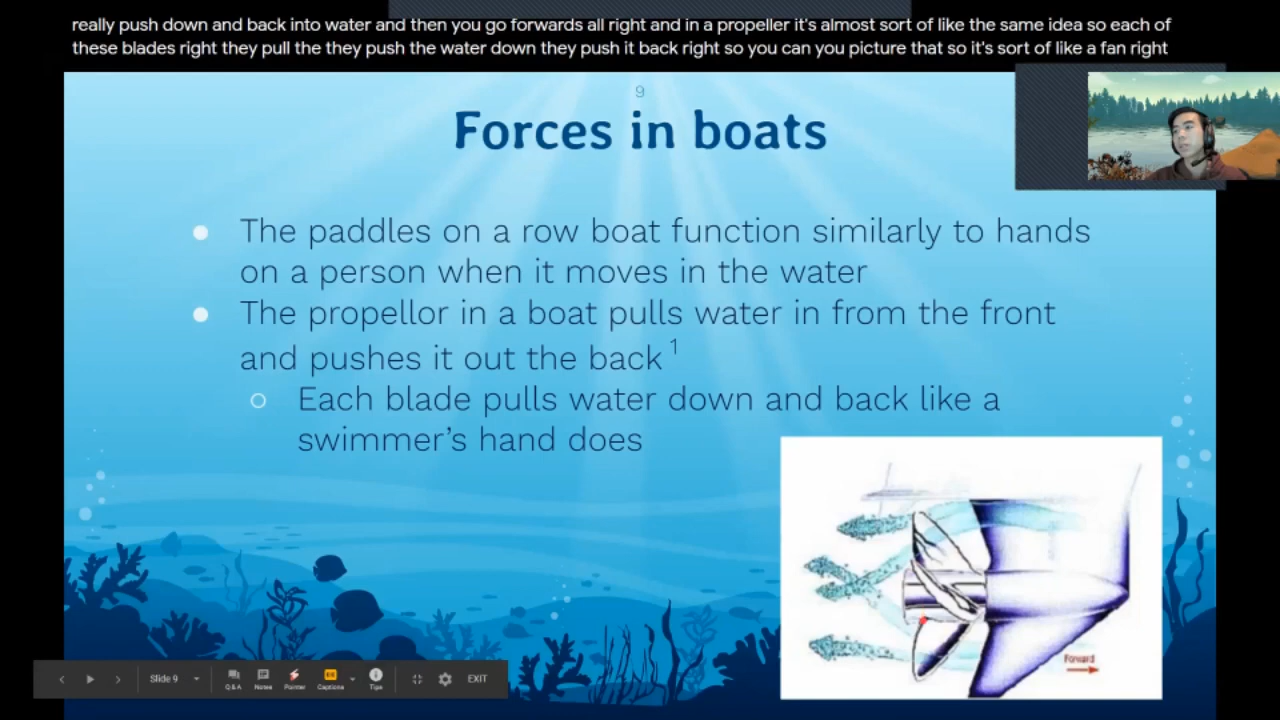 really push down and back into water and then you go forwards all right and in a propeller it's almost sort of like the same idea so each of
these blades right they pull the they push the water down they push it back right so you can you picture that so it's sort of like a fan right
9
Forces in boats
The paddles on a row boat function similarly to hands
on a person when it moves in the water
The propellor in a boat pulls water in from the front
and pushes it out the back 1
Each blade pulls water down and back like a
swimmer's hand does
Forward
Slide 9
Q&A
Notes
Pointer
Captions
Tips
EXIT